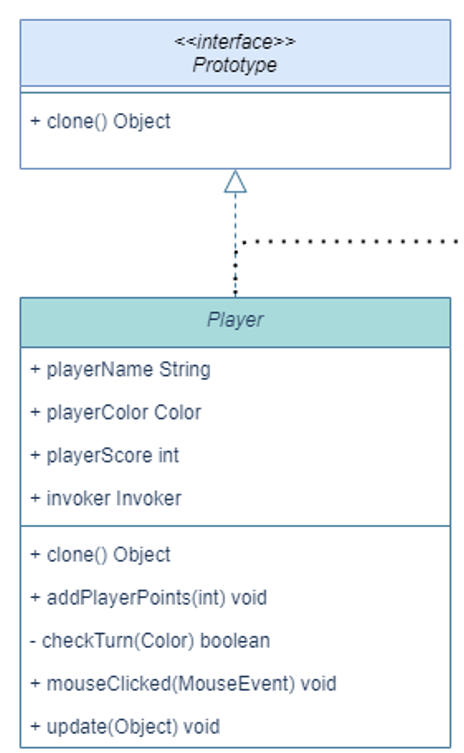 <<interface>>
Prototype
+ clone() Object
Player
+ playerName String
+ playerColor Color
+ playerScore int
+ invoker Invoker
+ clone() Object
+ addPlayerPoints(int) void
- checkTurn(Color) boolean
+ mouseClicked(MouseEvent) void
+ update(Object) void